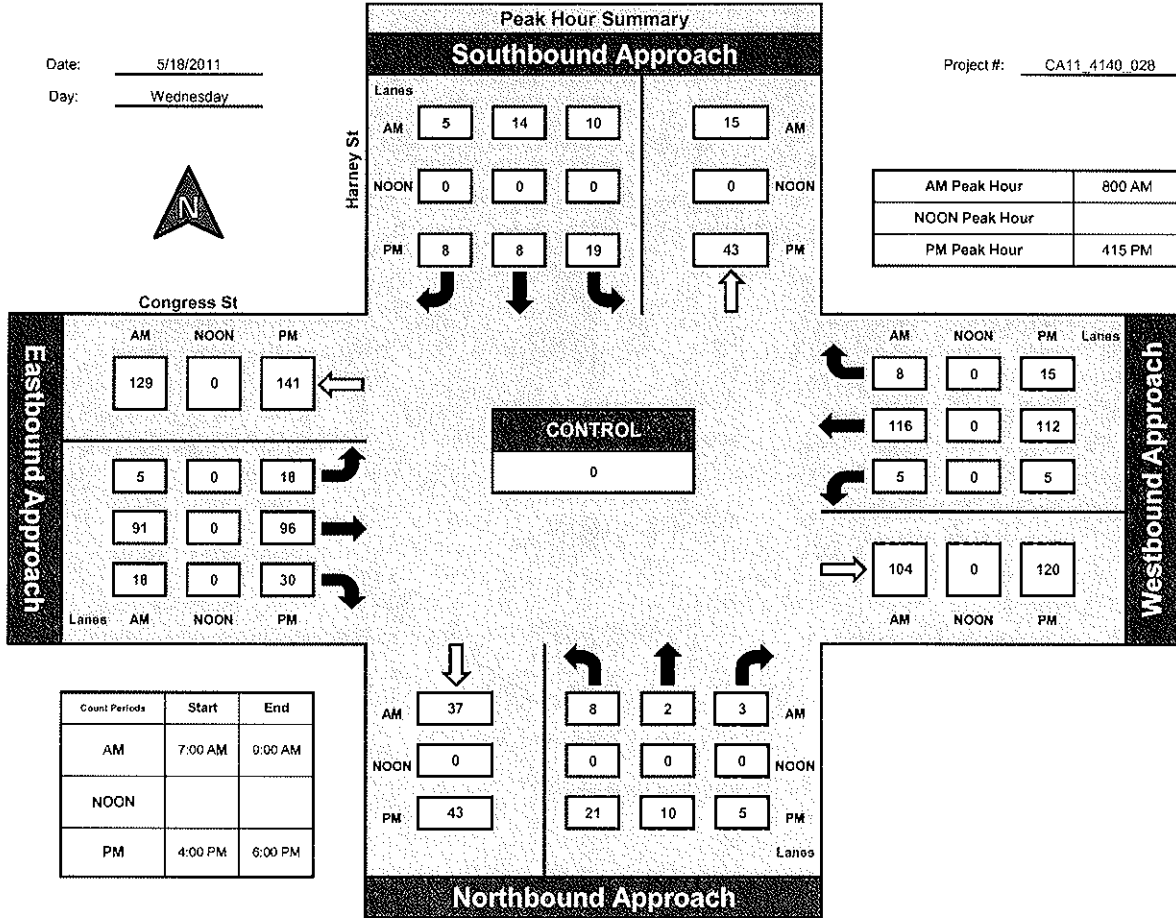 Peak Hour Summary
Southbound Approach
Date: 5/18/2011
Day: Wednesday
Project #: CA11_4140_028
N
Harney St
Lanes
AM 5 14 10 15 AM
NOON 0 0 0 0 NOON
PM 8 8 19 43 PM
AM Peak Hour 800 AM
NOON Peak Hour
PM Peak Hour 415 PM
Congress St
Eastbound Approach
AM NOON PM
129 0 141
5 0 18
91 0 96
18 0 30
Lanes AM NOON PM
CONTROL
0
AM NOON PM Lanes
8 0 15
116 0 112
5 0 5
104 0 120
AM NOON PM
Westbound Approach
Count Periods Start End
AM 7:00 AM 9:00 AM
NOON
PM 4:00 PM 6:00 PM
AM 37 8 2 3 AM
NOON 0 0 0 0 NOON
PM 43 21 10 5 PM
Lanes
Northbound Approach